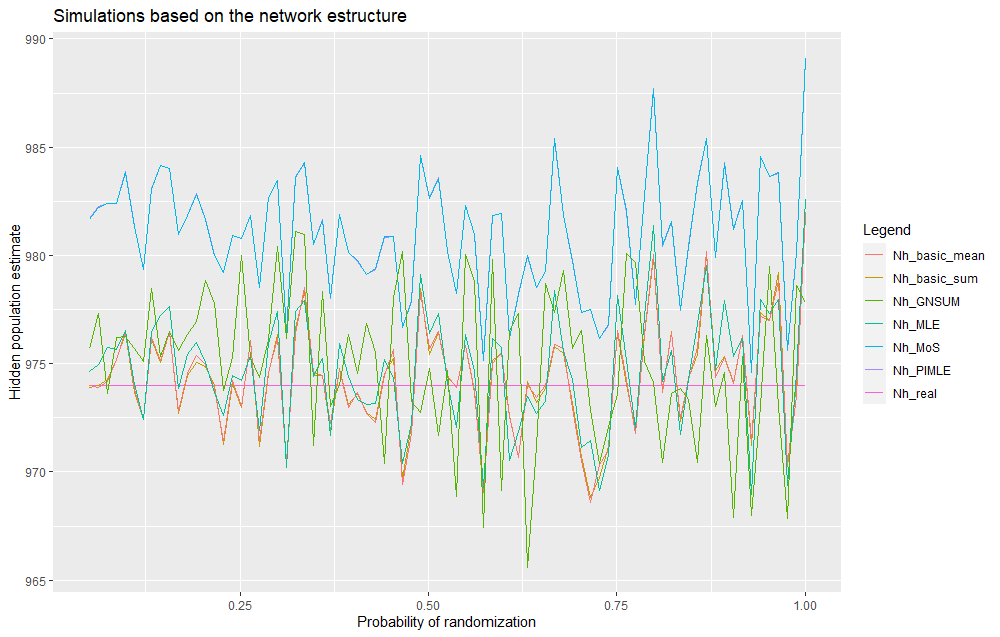 Simulations based on the network estructure
Hidden population estimate
990
985
980
975
970
965
0.25
0.50
0.75
1.00
Probability of randomization
Legend
Nh_basic_mean
Nh_basic_sum
Nh_GNSUM
Nh_MLE
Nh_MoS
Nh_PIMLE
Nh_real